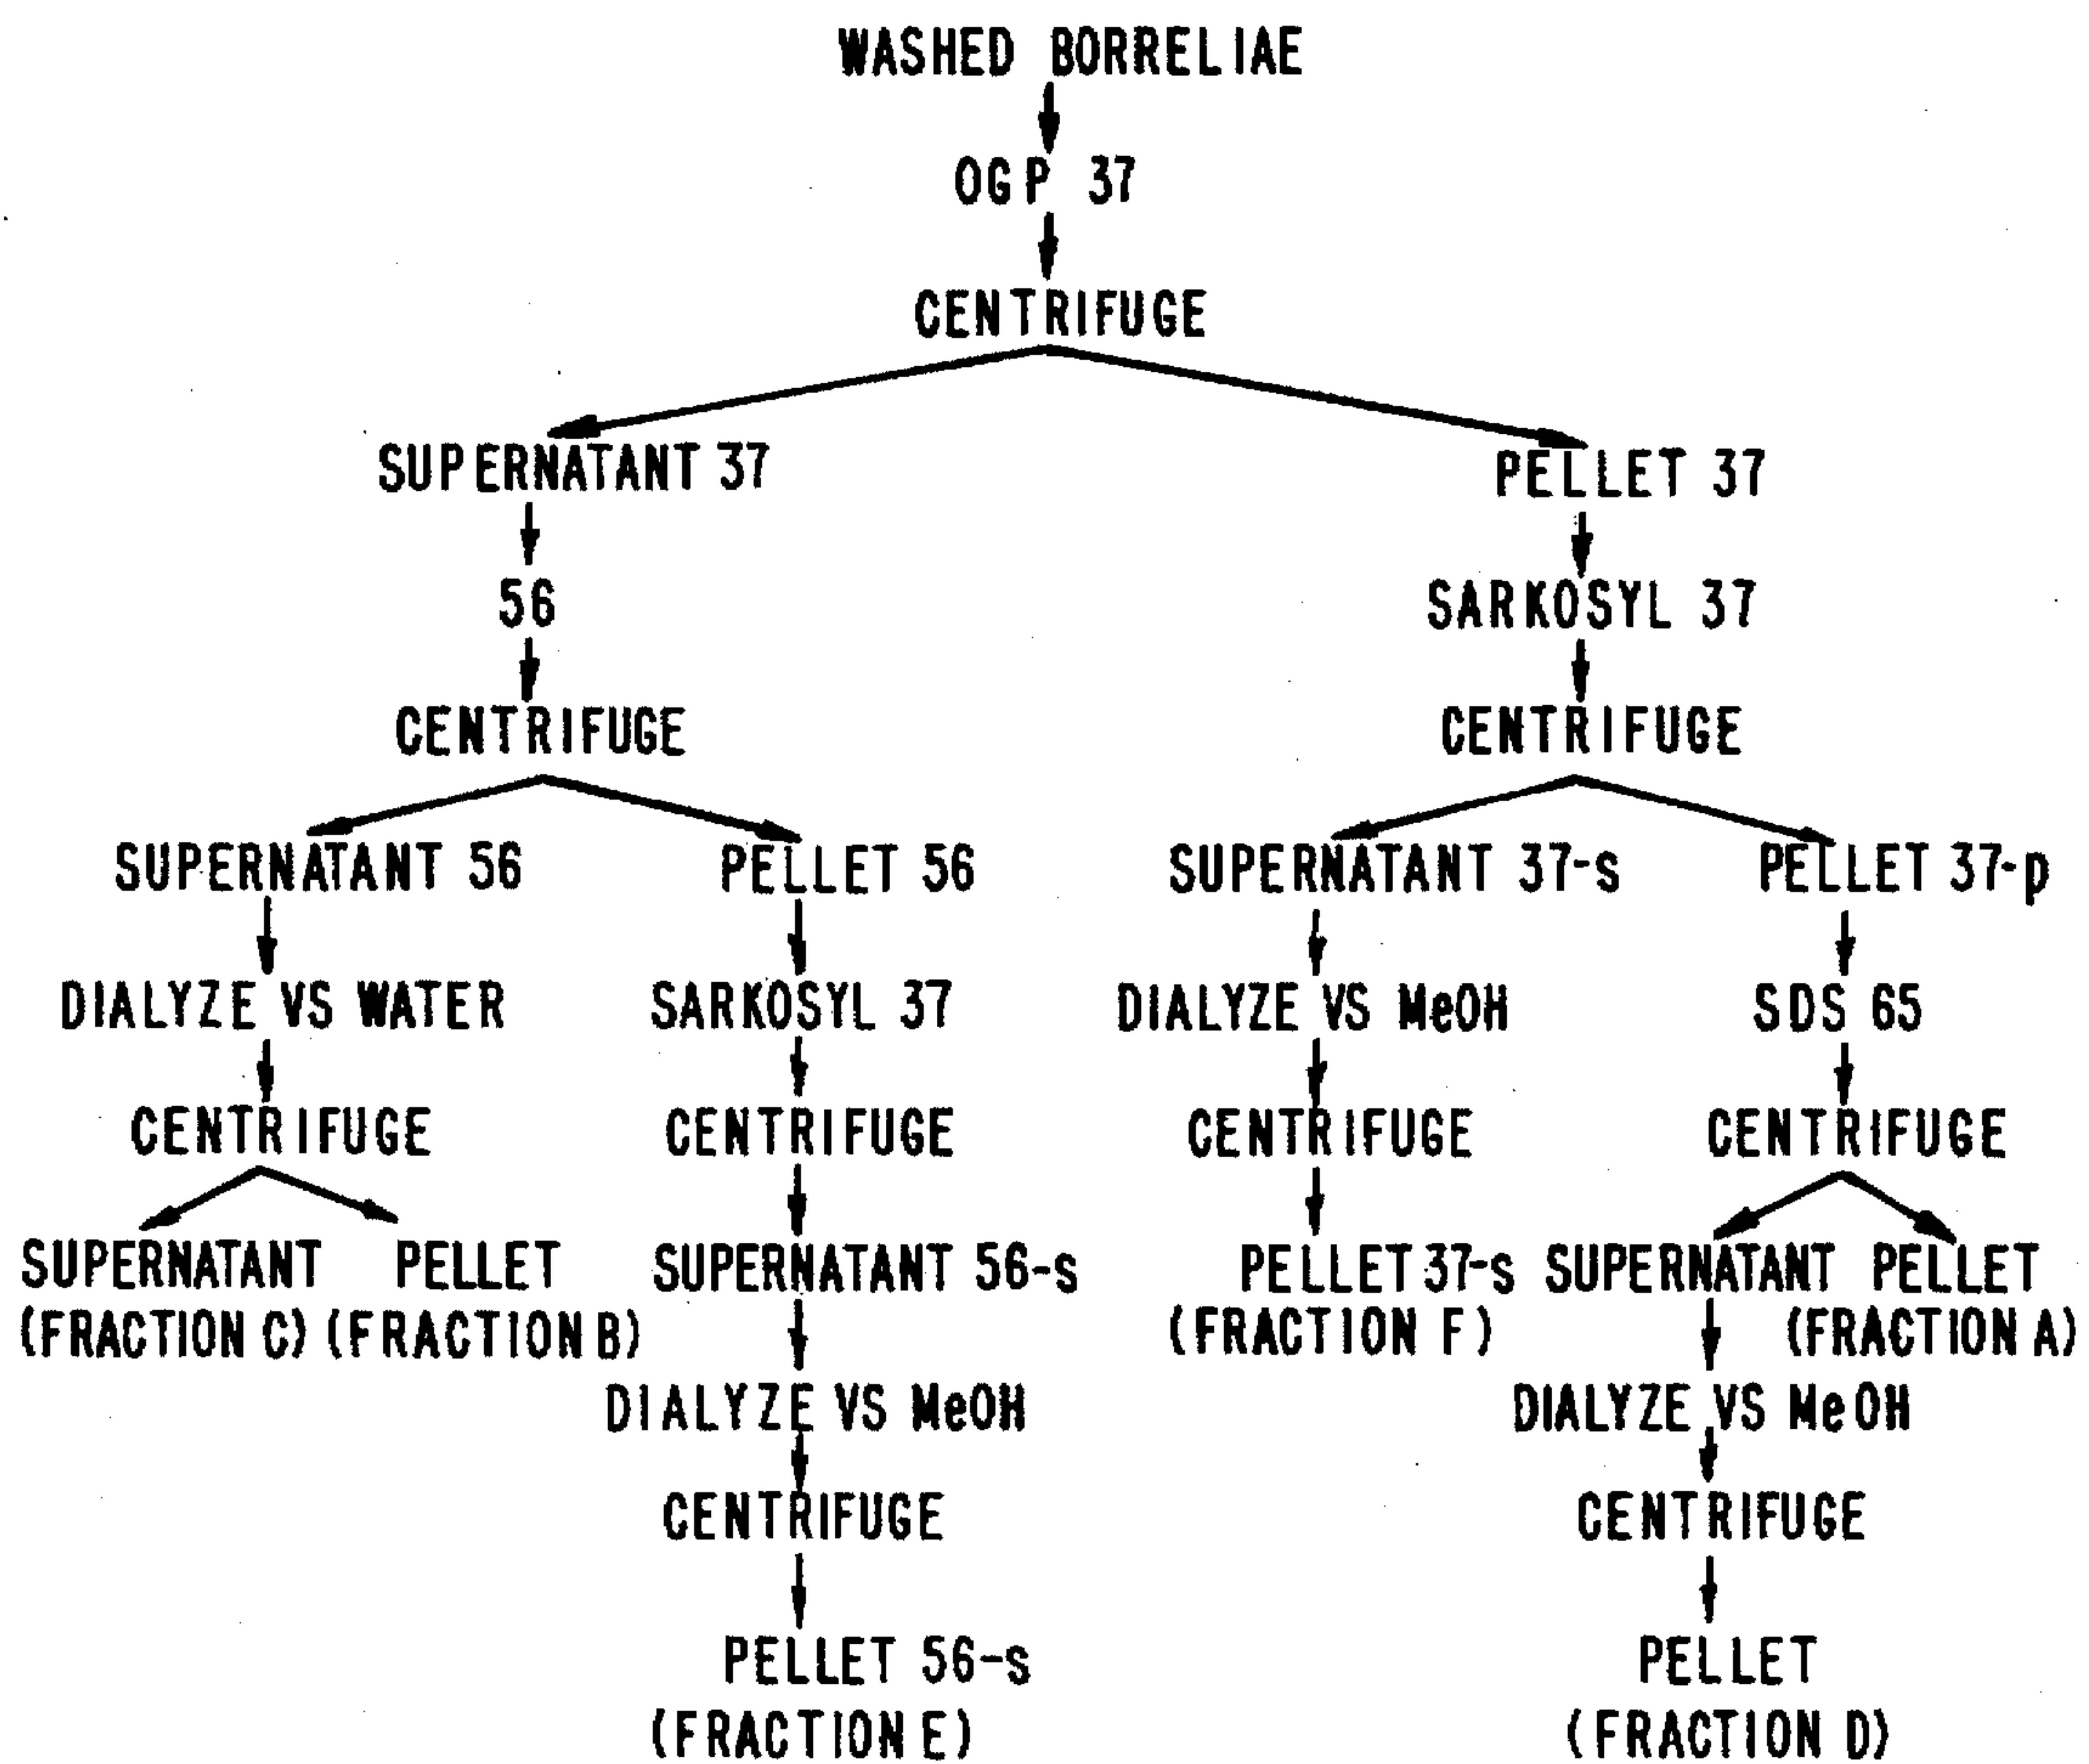 WASHED BORRELIAE
OGP 37
CENTRIFUGE
SUPERNATANT 37
PELLET 37
56
SARKOSYL 37
CENTRIFUGE
CENTRIFUGE
SUPERNATANT 56
PELLET 56
SUPERNATANT 37-s
PELLET 37-p
DIALYZE VS WATER
SARKOSYL 37
DIALYZE VS MeOH
SDS 65
CENTRIFUGE
CENTRIFUGE
CENTRIFUGE
CENTRIFUGE
SUPERNATANT
(FRACTION C)
PELLET
(FRACTION B)
SUPERNATANT 56-s
PELLET 37-s
(FRACTION F)
SUPERNATANT
PELLET
(FRACTION A)
DIALYZE VS MeOH
DIALYZE VS MeOH
CENTRIFUGE
CENTRIFUGE
PELLET 56-s
(FRACTION E)
PELLET
(FRACTION D)